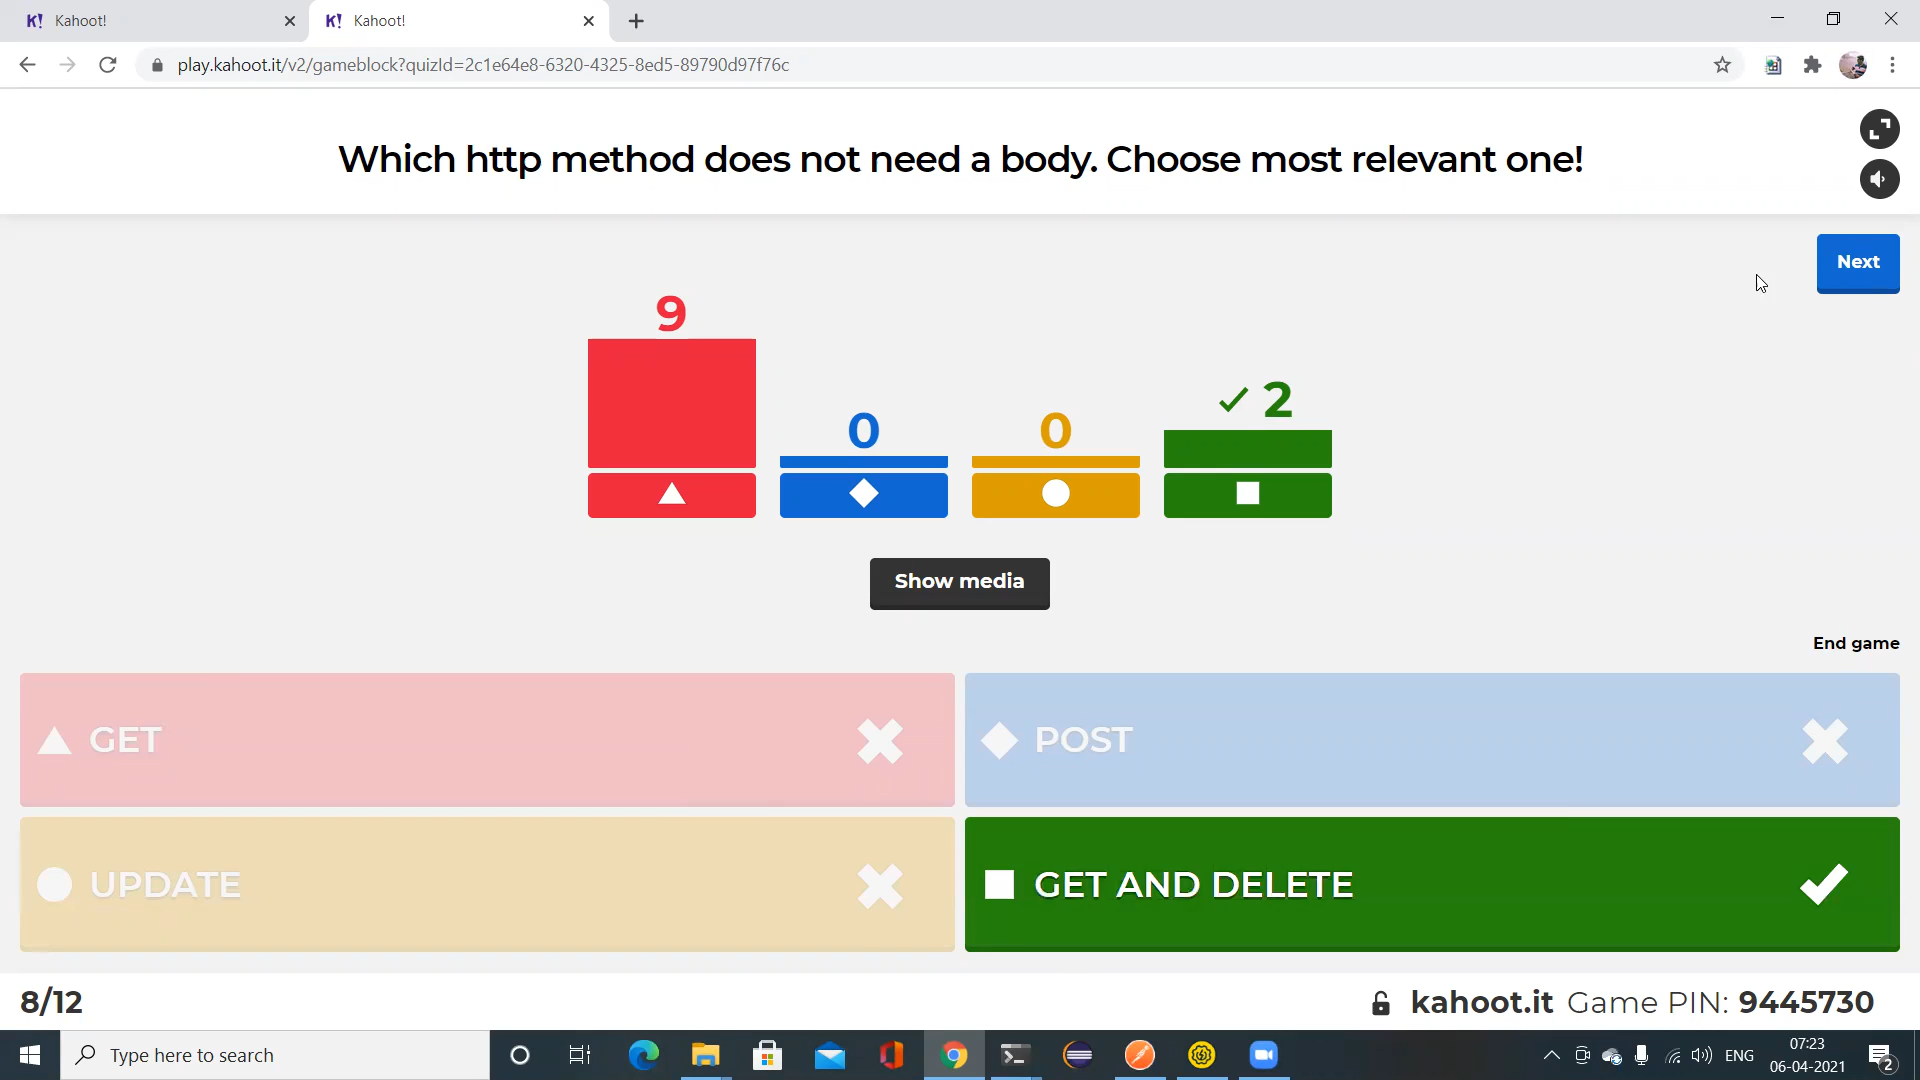 K! Kahoot!
K! Kahoot!
play.kahoot.it/v2/gameblock?quizId=2c1e64e8-6320-4325-8ed5-89790d97f76c
Which http method does not need a body. Choose most relevant one!
Next
9
0
0
2
Show media
End game
GET
POST
UPDATE
GET AND DELETE
8/12
kahoot.it Game PIN: 9445730
Type here to search
ENG
07:23
06-04-2021
2